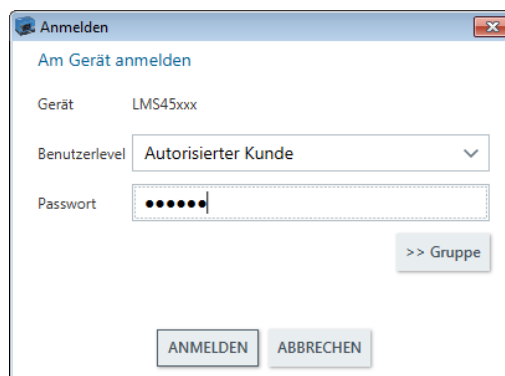 Anmelden
Am Gerät anmelden
Gerät LMS45xxx
Benutzerlevel Autorisierter Kunde
Passwort ••••••
>> Gruppe
ANMELDEN ABBRECHEN